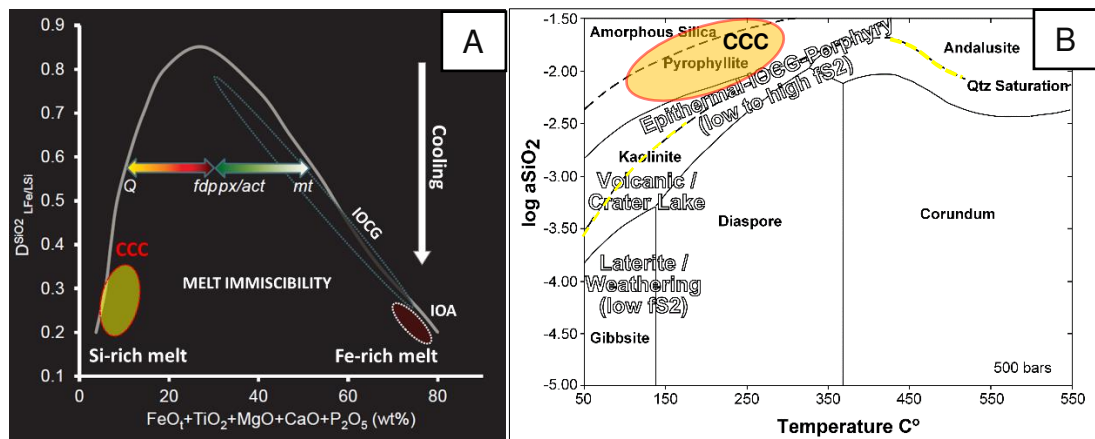 A
0.9
0.8
0.7
0.6
0.5
0.4
0.3
0.2
0.1
D^SiO2 LFe/LSi
Cooling
Q
fdp
px/act
mt
IOCG
CCC
MELT IMMISCIBILITY
IOA
Si-rich melt
Fe-rich melt
0
20
40
60
80
FeOt+TiO2+MgO+CaO+P2O5 (wt%)
B
-1.50
-2.00
-2.50
-3.00
-3.50
-4.00
-4.50
-5.00
log aSiO2
Amorphous Silica
CCC
Pyrophyllite
Andalusite
Qtz Saturation
Epithermal-IOCG-Porphyry
(low to high fS2)
Kaolinite
Volcanic /
Crater Lake
Diaspore
Corundum
Laterite /
Weathering
(low fS2)
Gibbsite
500 bars
50
150
250
350
450
550
550
Temperature C°